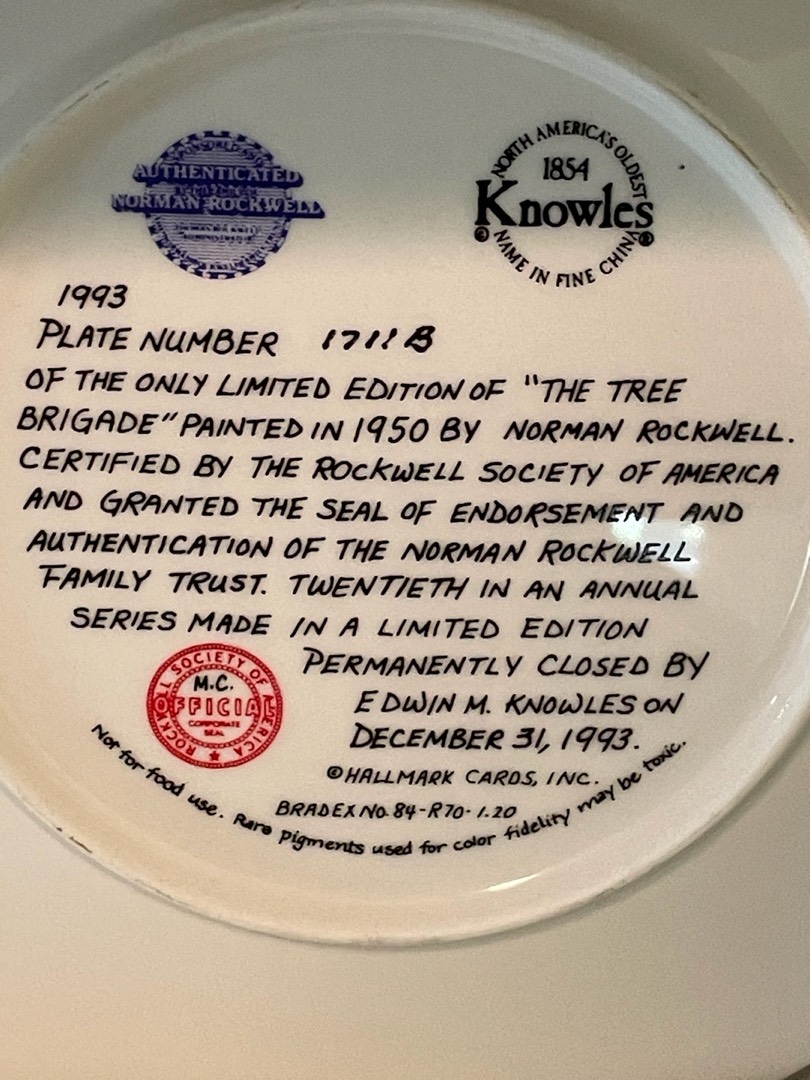 AUTHENTICATED
NORMAN ROCKWELL
NORTH AMERICA'S OLDEST
1854
Knowles
NAME IN FINE CHINA
1993
PLATE NUMBER 1711B
OF THE ONLY LIMITED EDITION OF "THE TREE
BRIGADE" PAINTED IN 1950 BY NORMAN ROCKWELL.
CERTIFIED BY THE ROCKWELL SOCIETY OF AMERICA
AND GRANTED THE SEAL OF ENDORSEMENT AND
AUTHENTICATION OF THE NORMAN ROCKWELL
FAMILY TRUST. TWENTIETH IN AN ANNUAL
SERIES MADE IN A LIMITED EDITION
PERMANENTLY CLOSED BY
EDWIN M. KNOWLES ON
DECEMBER 31, 1993.
ROCKWELL SOCIETY OF AMERICA
M.C.
OFFICIAL
CORPORATE
SEAL
©HALLMARK CARDS, INC.
BRADEX NO. 84-R70-1.20
Not for food use. Rare pigments used for color fidelity may be toxic.